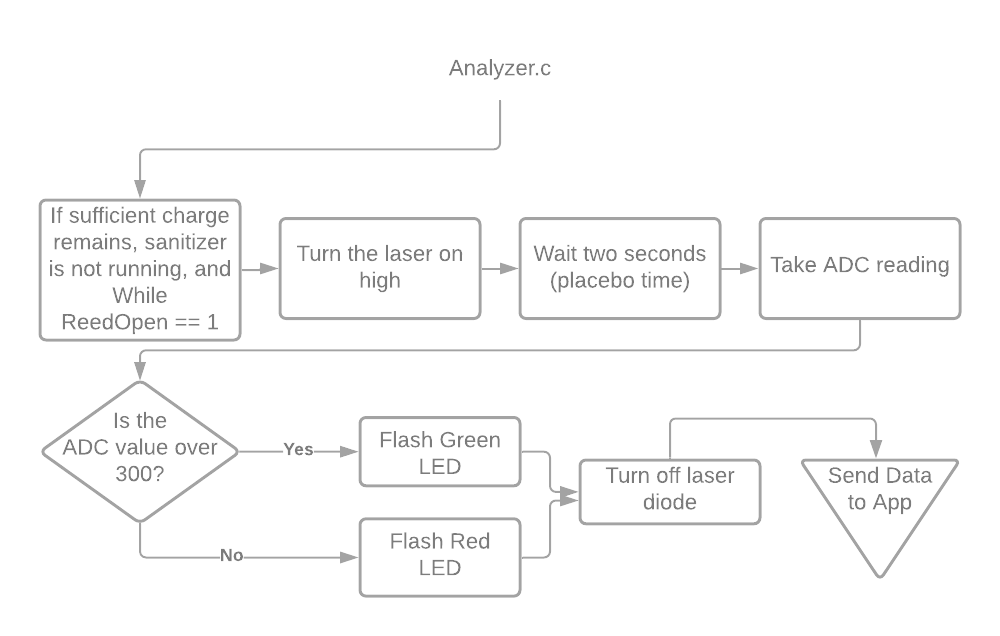 Analyzer.c
If sufficient charge
remains, sanitizer
is not running, and
While
ReedOpen == 1
Turn the laser on
high
Wait two seconds
(placebo time)
Take ADC reading
Is the
ADC value over
300?
Yes
Flash Green
LED
No
Flash Red
LED
Turn off laser
diode
Send Data
to App